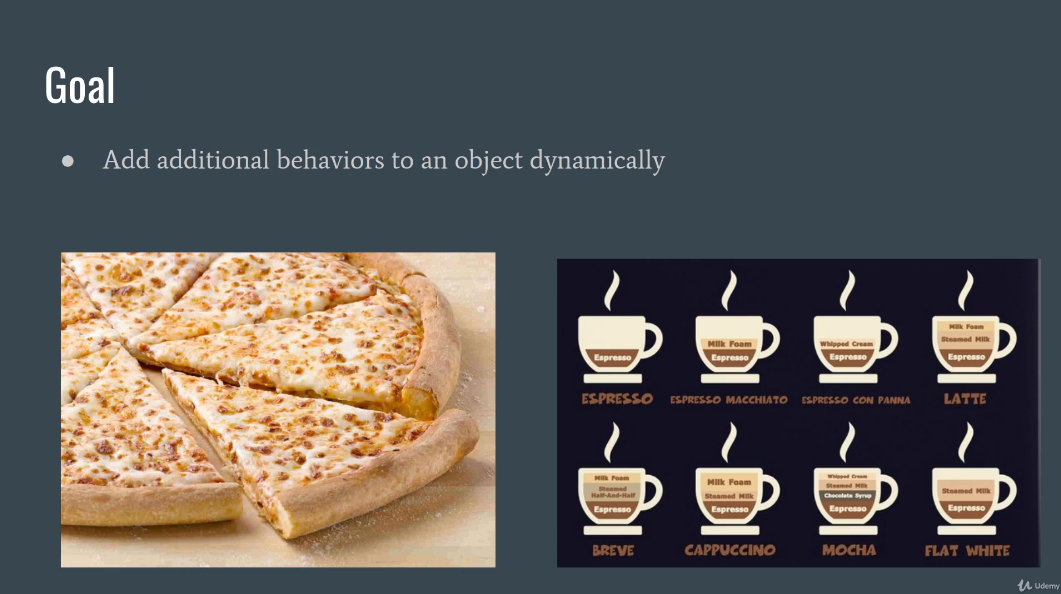 Goal
● Add additional behaviors to an object dynamically
Espresso
ESPRESSO
Milk Foam
Espresso
ESPRESSO MACCHIATO
Whipped Cream
Espresso
ESPRESSO CON PANNA
Milk Foam
Steamed Milk
Espresso
LATTE
Milk Foam
Steamed
Half-And-Half
Espresso
BREVE
Milk Foam
Steamed Milk
Espresso
CAPPUCCINO
Whipped Cream
Steamed Milk
Chocolate Syrup
Espresso
MOCHA
Steamed Milk
Espresso
FLAT WHITE
Udemy